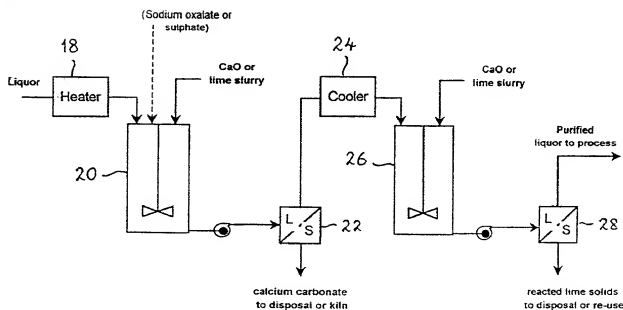 (Sodium oxalate or
sulphate)
18
Liquor
Heater
CaO or
lime slurry
20
L
S
22
calcium carbonate
to disposal or kiln
24
Cooler
CaO or
lime slurry
26
Purified
liquor to process
L
S
28
reacted lime solids
to disposal or re-use